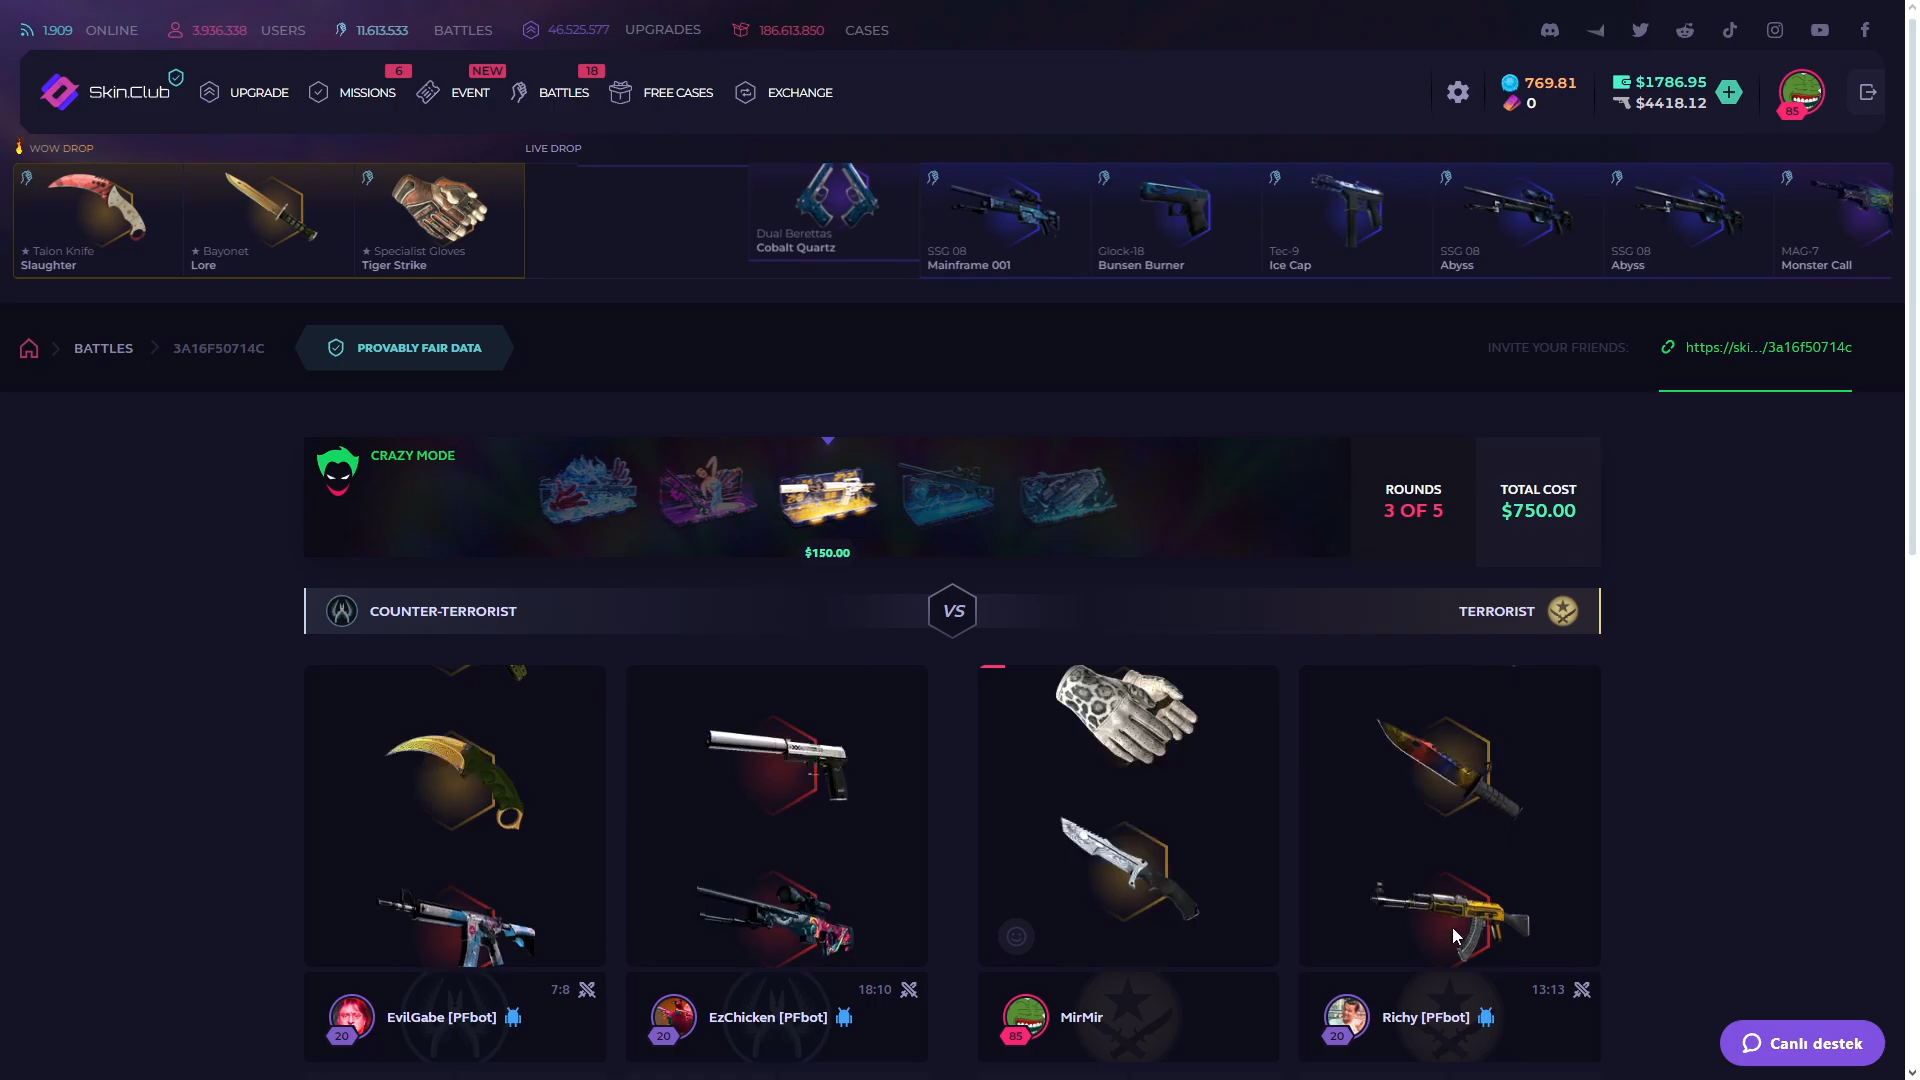 1.909 ONLINE 3.936.338 USERS 11.613.533 BATTLES 46.525.577 UPGRADES 186.613.850 CASES
Skin.Club UPGRADE 6 MISSIONS NEW EVENT 18 BATTLES FREE CASES EXCHANGE
769.81
0
$1786.95
$4418.12
85
WOW DROP
LIVE DROP
★ Talon Knife
Slaughter
★ Bayonet
Lore
★ Specialist Gloves
Tiger Strike
Dual Berettas
Cobalt Quartz
SSG 08
Mainframe 001
Glock-18
Bunsen Burner
Tec-9
Ice Cap
SSG 08
Abyss
SSG 08
Abyss
MAG-7
Monster Call
BATTLES
3A16F50714C
PROVABLY FAIR DATA
INVITE YOUR FRIENDS:
https://ski.../3a16f50714c
CRAZY MODE
$150.00
ROUNDS
3 OF 5
TOTAL COST
$750.00
COUNTER-TERRORIST
VS
TERRORIST
7:8
EvilGabe [PFbot]
20
18:10
EzChicken [PFbot]
20
MirMir
85
13:13
Richy [PFbot]
20
Canlı destek